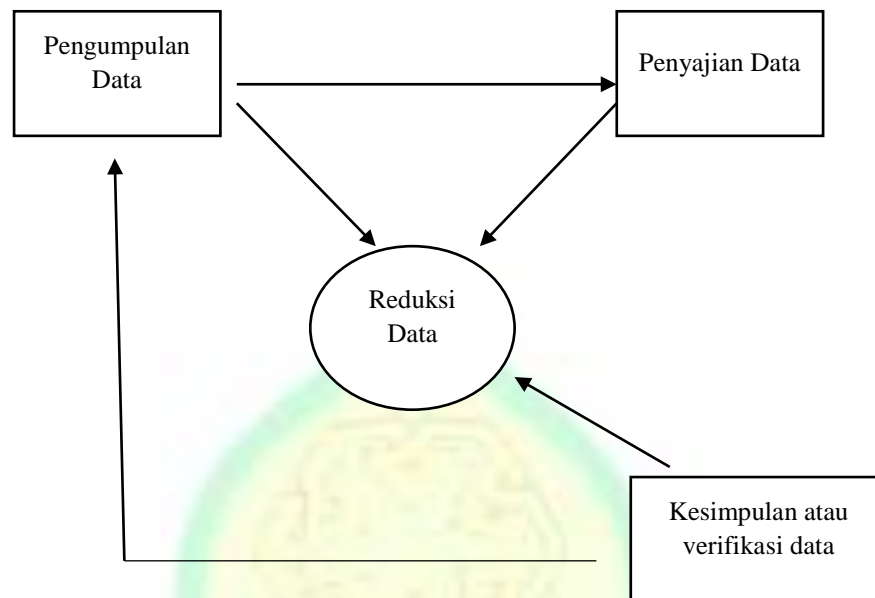 Pengumpulan
Data
Penyajian Data
Reduksi
Data
Kesimpulan atau
verifikasi data